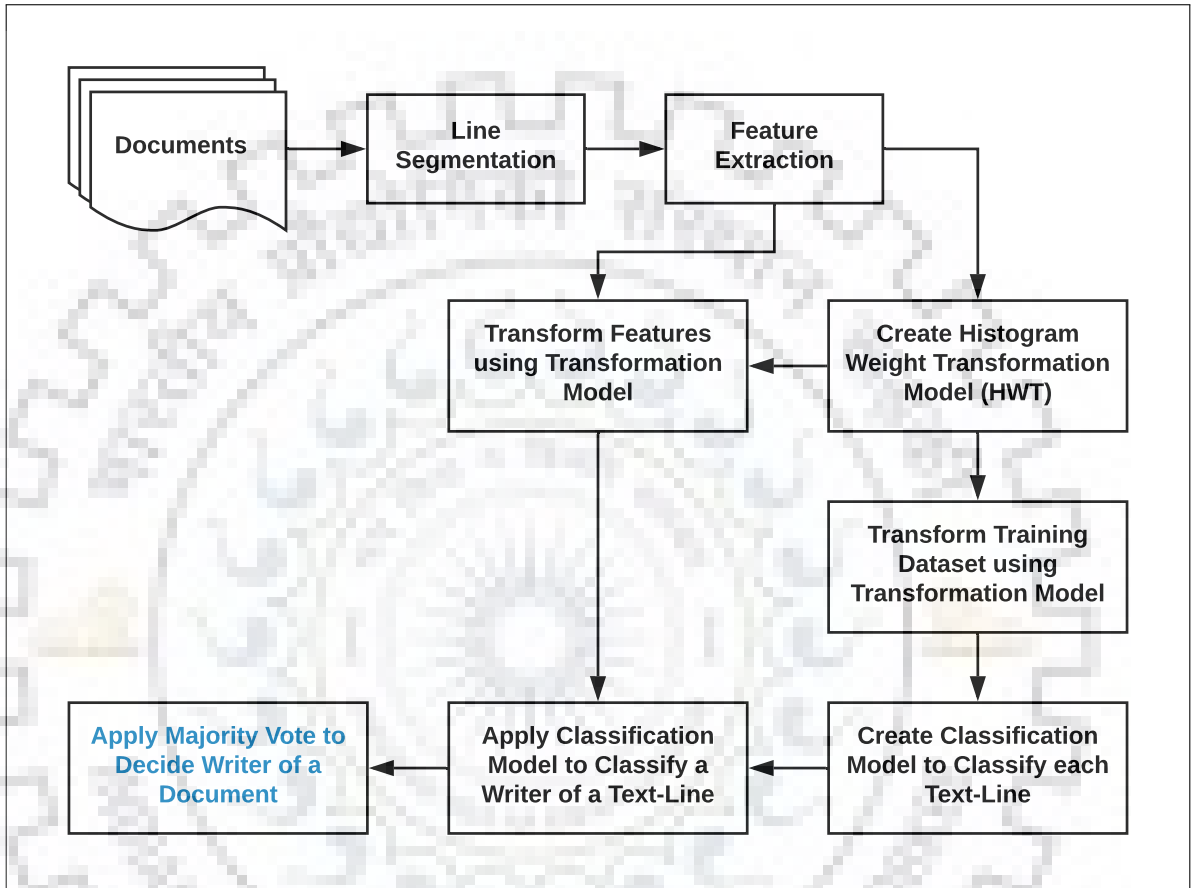 Documents
Line
Segmentation
Feature
Extraction
Transform Features
using Transformation
Model
Create Histogram
Weight Transformation
Model (HWT)
Transform Training
Dataset using
Transformation Model
Apply Majority Vote to
Decide Writer of a
Document
Apply Classification
Model to Classify a
Writer of a Text-Line
Create Classification
Model to Classify each
Text-Line